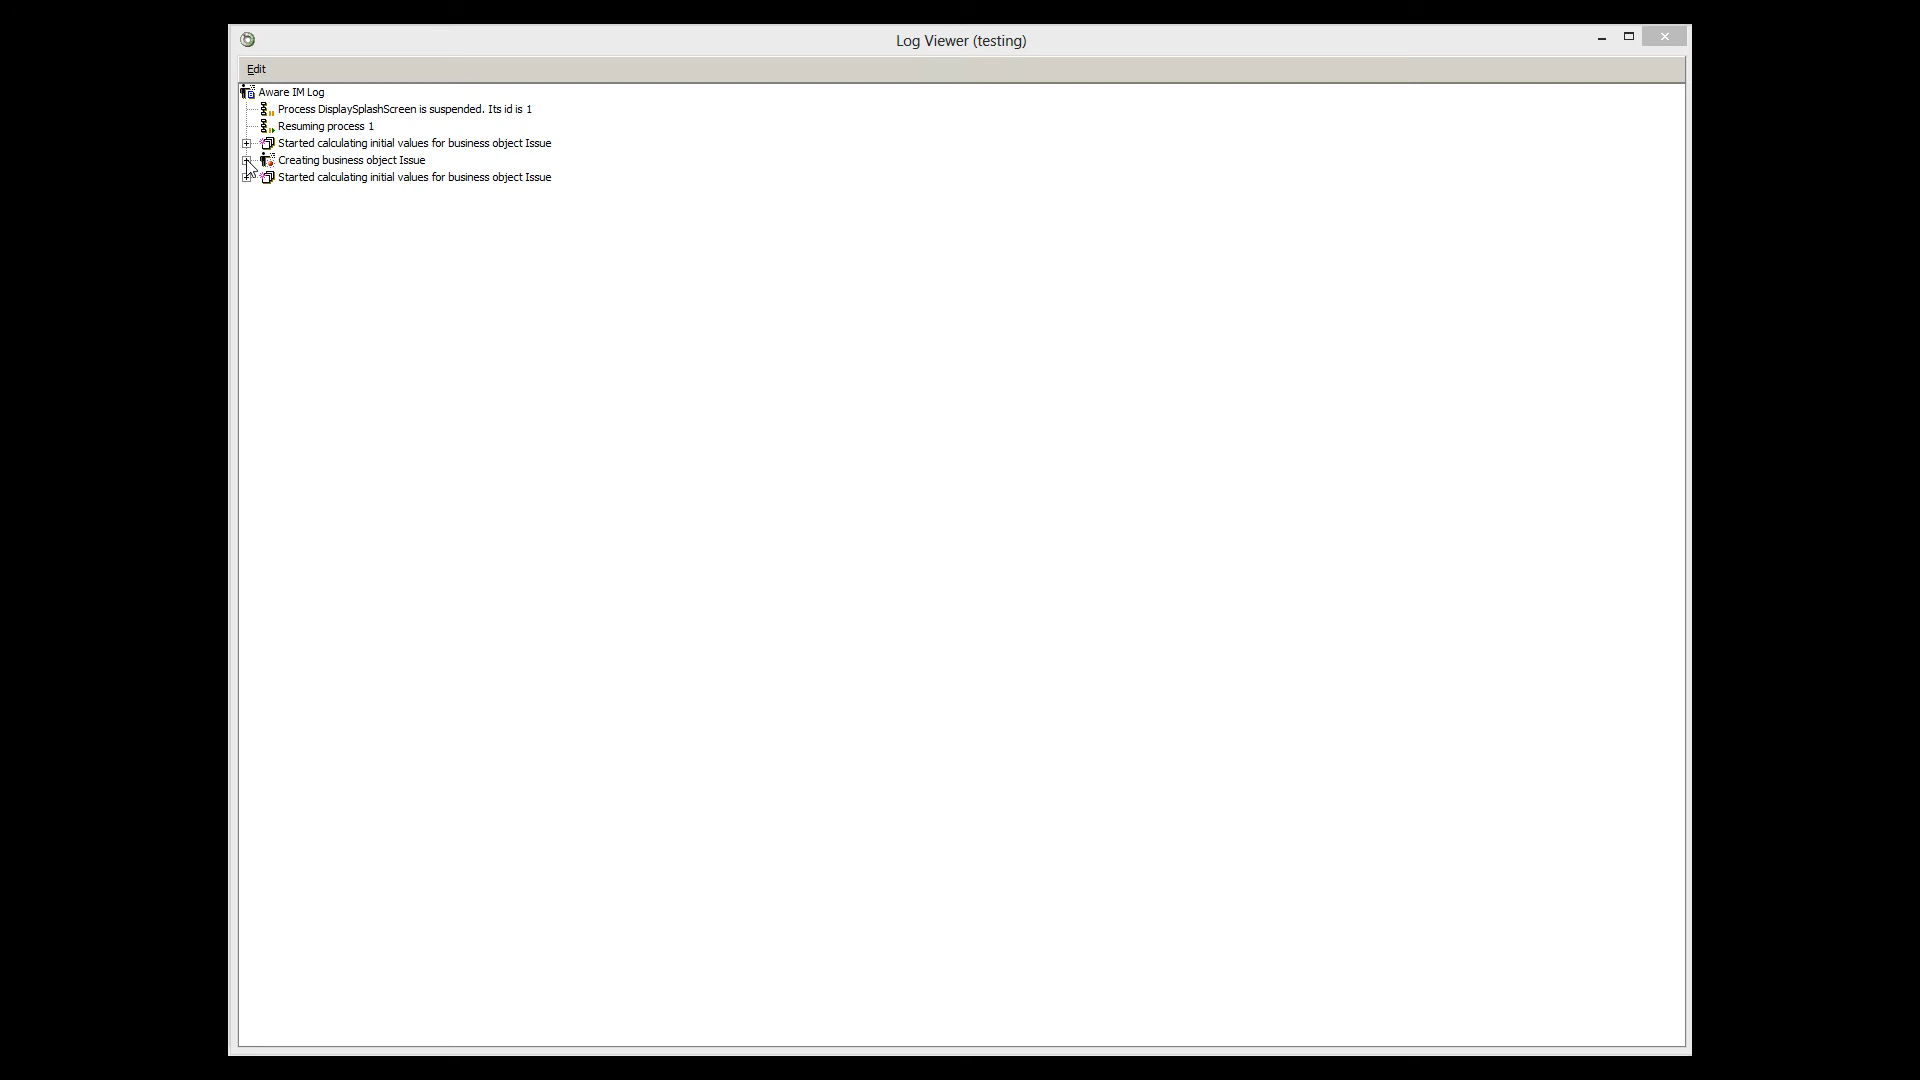 Log Viewer (testing)
Edit
Aware IM Log
Process DisplaySplashScreen is suspended. Its id is 1
Resuming process 1
Started calculating initial values for business object Issue
Creating business object Issue
Started calculating initial values for business object Issue